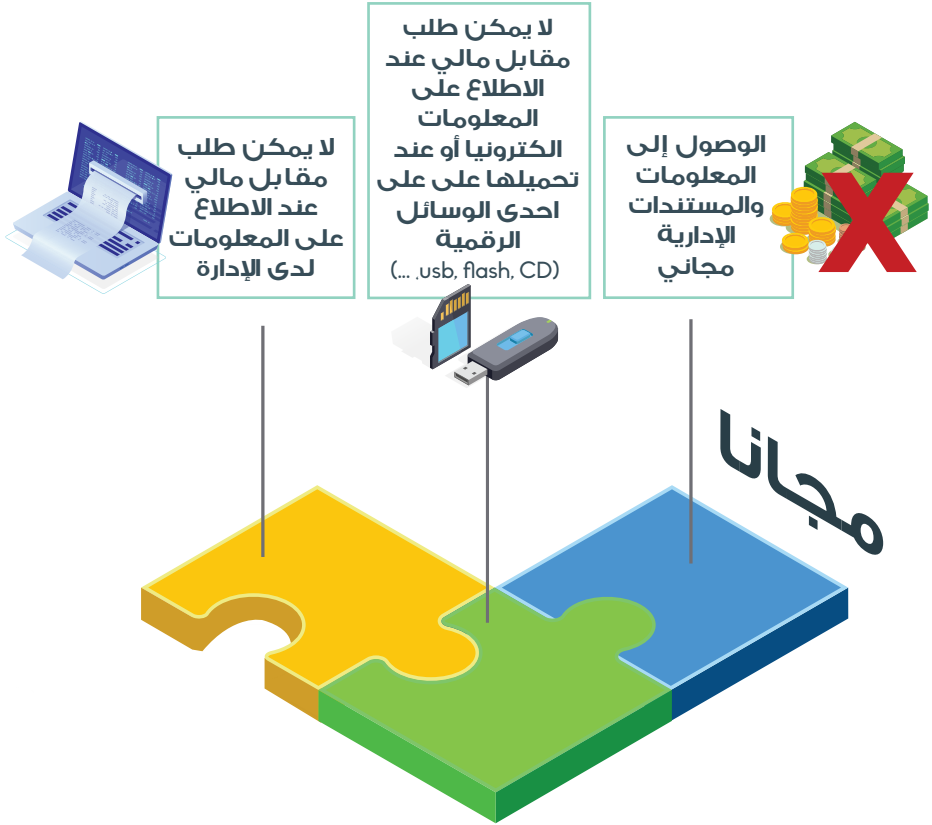 الوصول إلى
المعلومات
والمستندات
الإدارية
مجاني
لا يمكن طلب
مقابل مالي عند
الاطلاع على
المعلومات
الكترونيا أو عند
تحميلها على على
احدى الوسائل
الرقمية
(usb, flash, CD, ...)
لا يمكن طلب
مقابل مالي
عند الاطلاع
على المعلومات
لدى الإدارة
مجانا